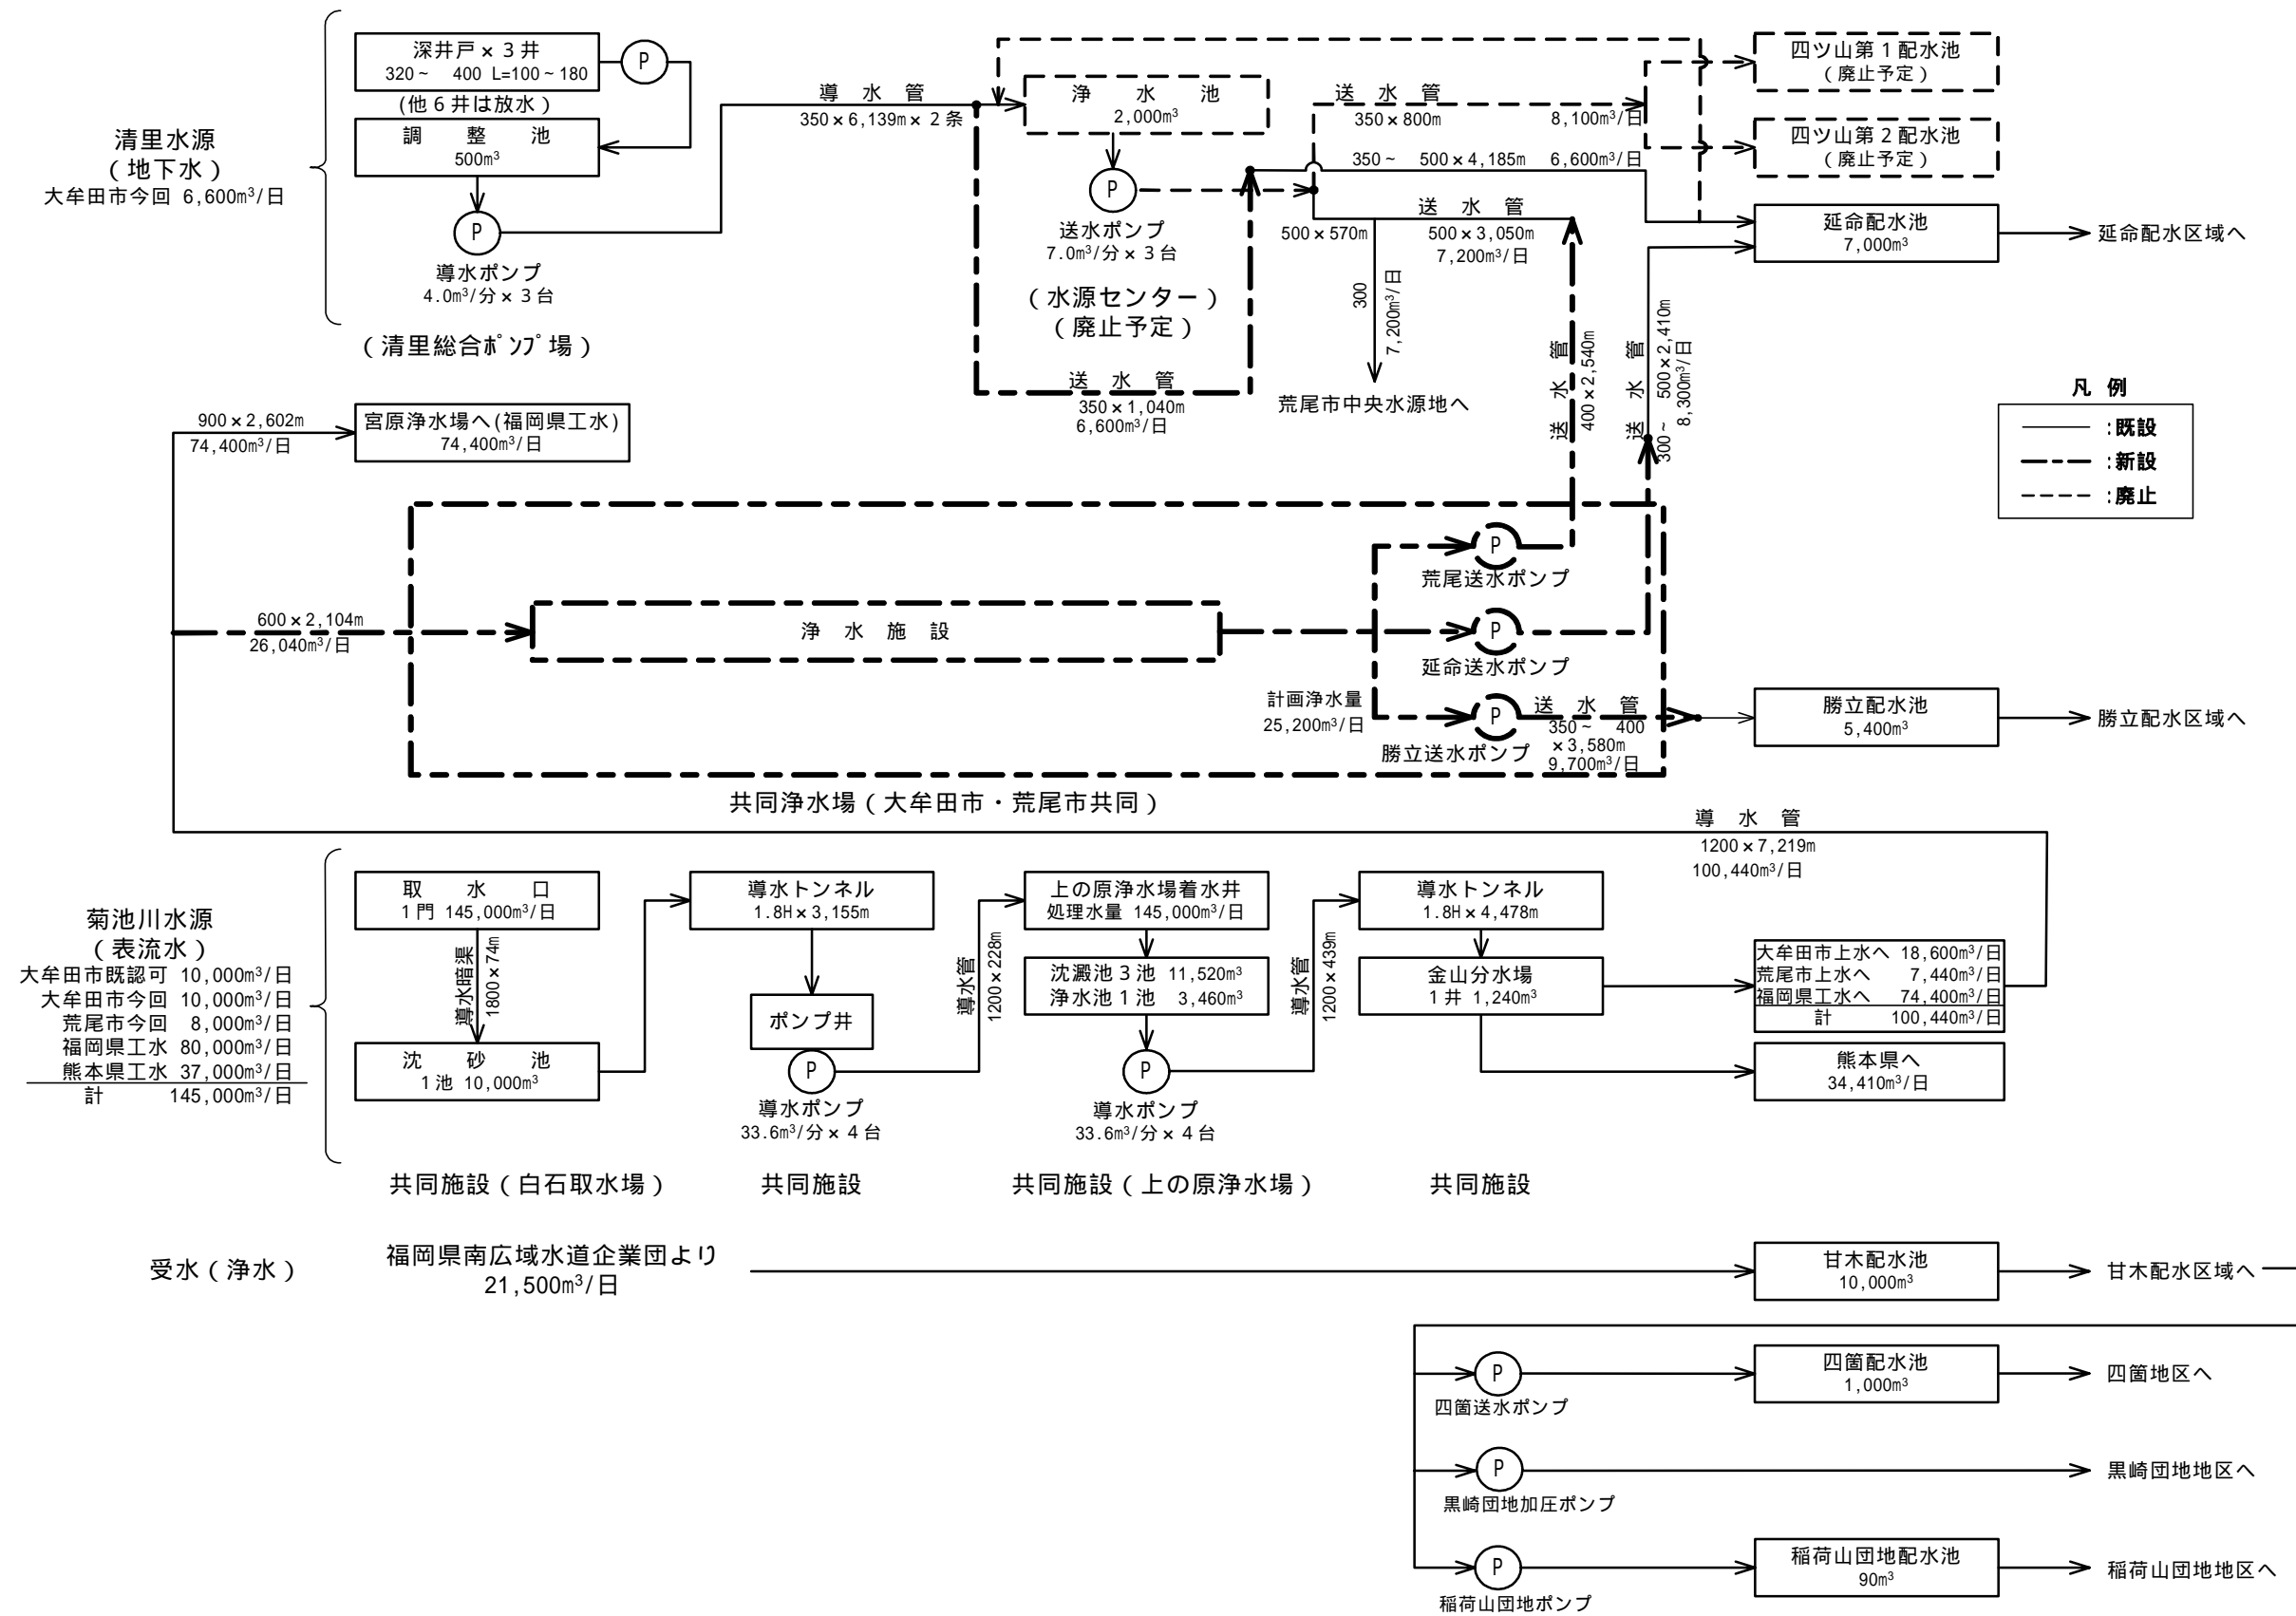 深井戸×３井
320～　400 L=100～180
P
(他６井は放水)
調　整　池
500m³
P
導水ポンプ
4.0m³/分×３台
(清里総合ﾎﾟﾝﾌﾟ場)
清里水源
(地下水)
大牟田市今回 6,600m³/日
導　水　管
350×6,139m×２条
浄　水　池
2,000m³
P
送水ポンプ
7.0m³/分×３台
(水源センター)
(廃止予定)
送　水　管
350×1,040m
6,600m³/日
送　水　管
350×800m
8,100m³/日
350～　500×4,185m　6,600m³/日
送　水　管
500×570m
500×3,050m
7,200m³/日
300
7,200m³/日
荒尾市中央水源地へ
送　水　管
400×2,540m
送　水　管
300～　500×2,410m
8,300m³/日
四ツ山第１配水池
(廃止予定)
四ツ山第２配水池
(廃止予定)
延命配水池
7,000m³
延命配水区域へ
凡 例
:既設
:新設
:廃止
900×2,602m
74,400m³/日
宮原浄水場へ(福岡県工水)
74,400m³/日
600×2,104m
26,040m³/日
浄　水　施　設
P
荒尾送水ポンプ
P
延命送水ポンプ
計画浄水量
25,200m³/日
P
勝立送水ポンプ
送　水　管
350～　400
×3,580m
9,700m³/日
勝立配水池
5,400m³
勝立配水区域へ
共同浄水場(大牟田市・荒尾市共同)
導　水　管
1200×7,219m
100,440m³/日
菊池川水源
(表流水)
大牟田市既認可 10,000m³/日
大牟田市今回 10,000m³/日
荒尾市今回 8,000m³/日
福岡県工水 80,000m³/日
熊本県工水 37,000m³/日
計 145,000m³/日
取　水　口
１門 145,000m³/日
導水暗渠
1800×74m
沈　砂　池
１池 10,000m³
導水トンネル
1.8H×3,155m
ポンプ井
P
導水ポンプ
33.6m³/分×４台
導水管
1200×228m
上の原浄水場着水井
処理水量 145,000m³/日
沈澱池３池 11,520m³
浄水池１池 3,460m³
P
導水ポンプ
33.6m³/分×４台
導水管
1200×439m
導水トンネル
1.8H×4,478m
金山分水場
１井 1,240m³
大牟田市上水へ 18,600m³/日
荒尾市上水へ 7,440m³/日
福岡県工水へ 74,400m³/日
計 100,440m³/日
熊本県へ
34,410m³/日
共同施設(白石取水場)
共同施設
共同施設(上の原浄水場)
共同施設
受水(浄水)
福岡県南広域水道企業団より
21,500m³/日
甘木配水池
10,000m³
甘木配水区域へ
P
四箇送水ポンプ
四箇配水池
1,000m³
四箇地区へ
P
黒崎団地加圧ポンプ
黒崎団地地区へ
P
稲荷山団地ポンプ
稲荷山団地配水池
90m³
稲荷山団地地区へ